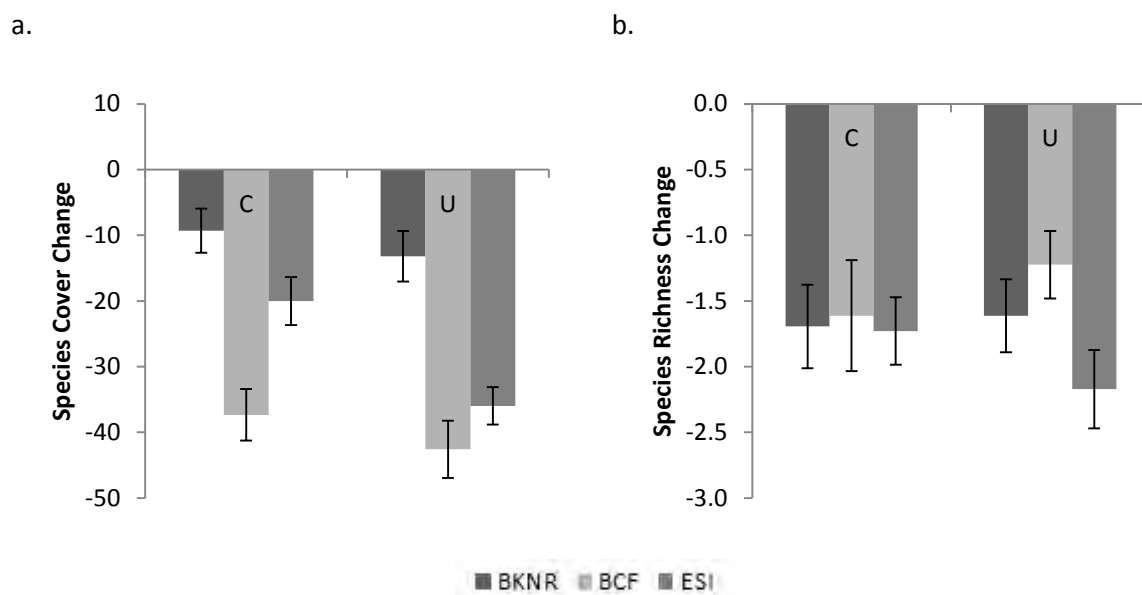 a.
Species Cover Change
10
0
-10
-20
-30
-40
-50
C
U
b.
Species Richness Change
0.0
-0.5
-1.0
-1.5
-2.0
-2.5
-3.0
C
U
BKNR BCF ESI